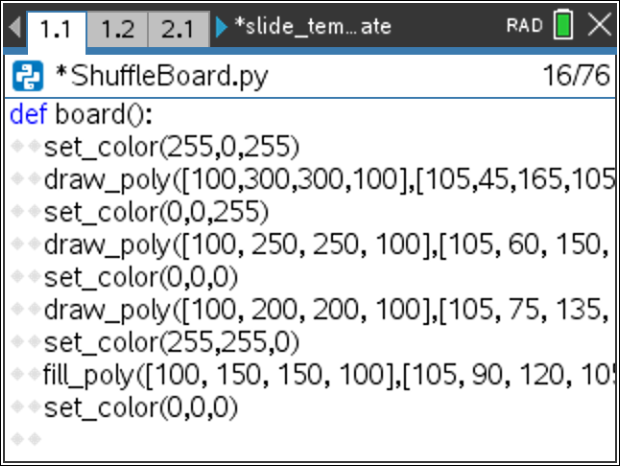 1.1 1.2 2.1 *slide_tem...ate RAD
*ShuffleBoard.py 16/76
def board():
set_color(255,0,255)
draw_poly([100,300,300,100],[105,45,165,105
set_color(0,0,255)
draw_poly([100, 250, 250, 100],[105, 60, 150,
set_color(0,0,0)
draw_poly([100, 200, 200, 100],[105, 75, 135,
set_color(255,255,0)
fill_poly([100, 150, 150, 100],[105, 90, 120, 105
set_color(0,0,0)